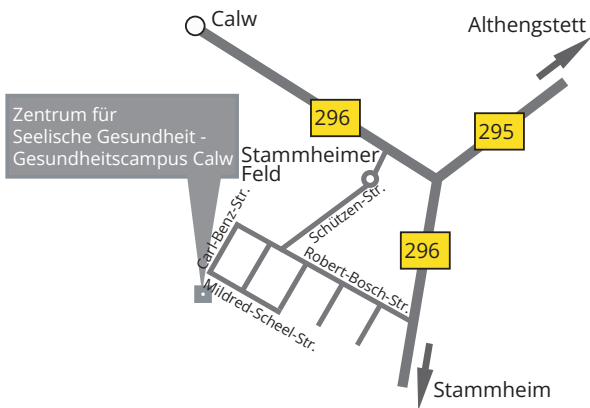 Calw
Althengstett
296
295
Zentrum für
Seelische Gesundheit -
Gesundheitscampus Calw
Stammheimer
Feld
Schützen-Str.
Carl-Benz-Str.
Robert-Bosch-Str.
296
Mildred-Scheel-Str.
Stammheim